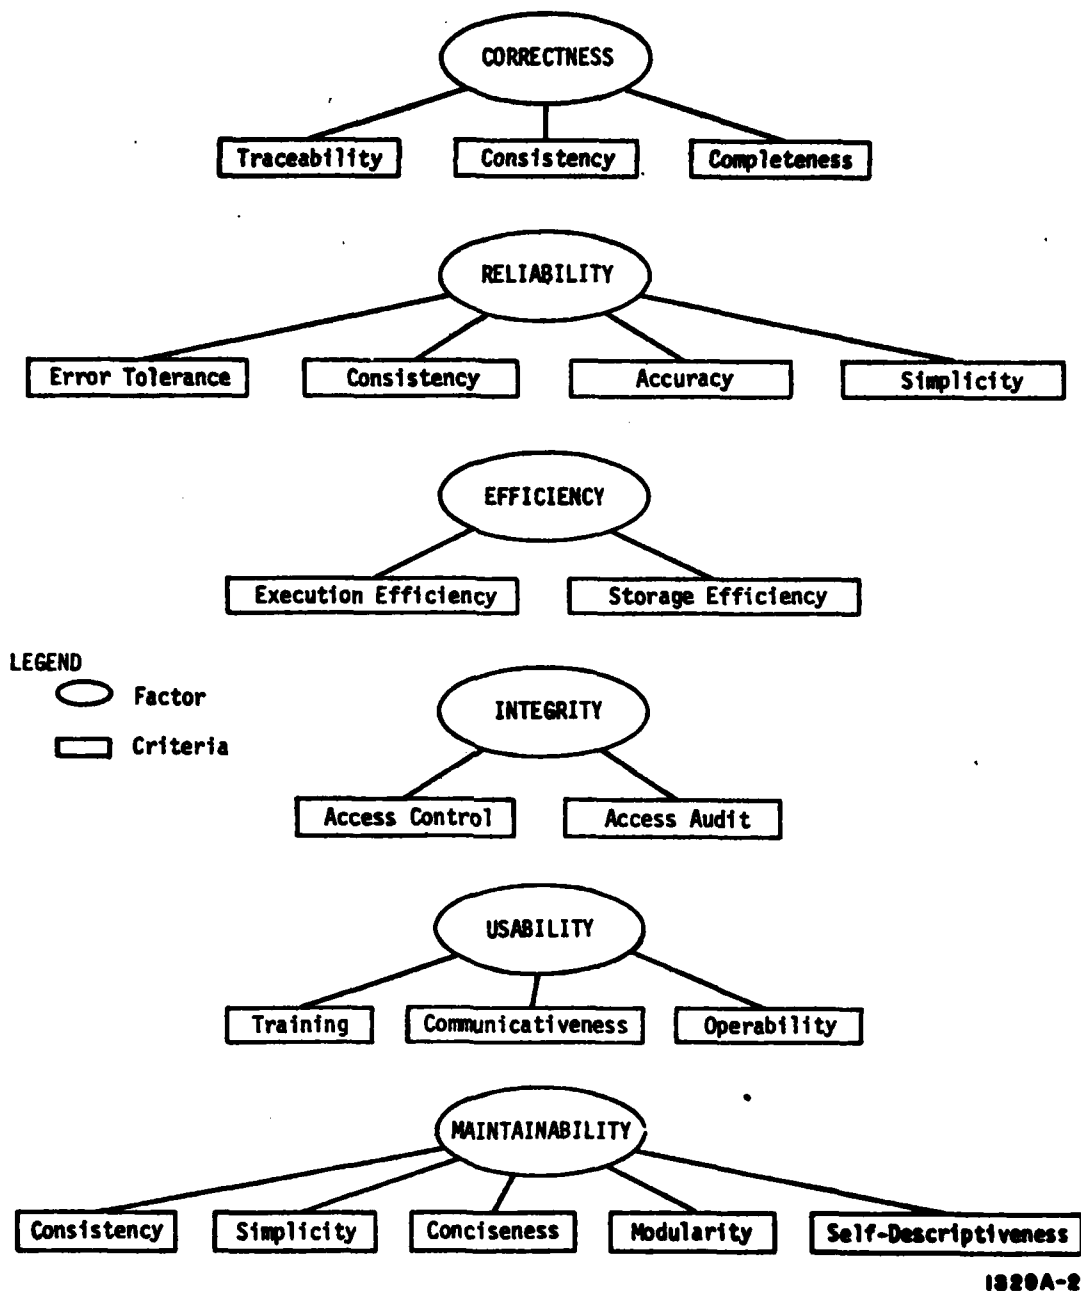 CORRECTNESS
Traceability Consistency Completeness
RELIABILITY
Error Tolerance Consistency Accuracy Simplicity
EFFICIENCY
Execution Efficiency Storage Efficiency
LEGEND
Factor
Criteria
INTEGRITY
Access Control Access Audit
USABILITY
Training Communicativeness Operability
MAINTAINABILITY
Consistency Simplicity Conciseness Modularity Self-Descriptiveness
1329A-2